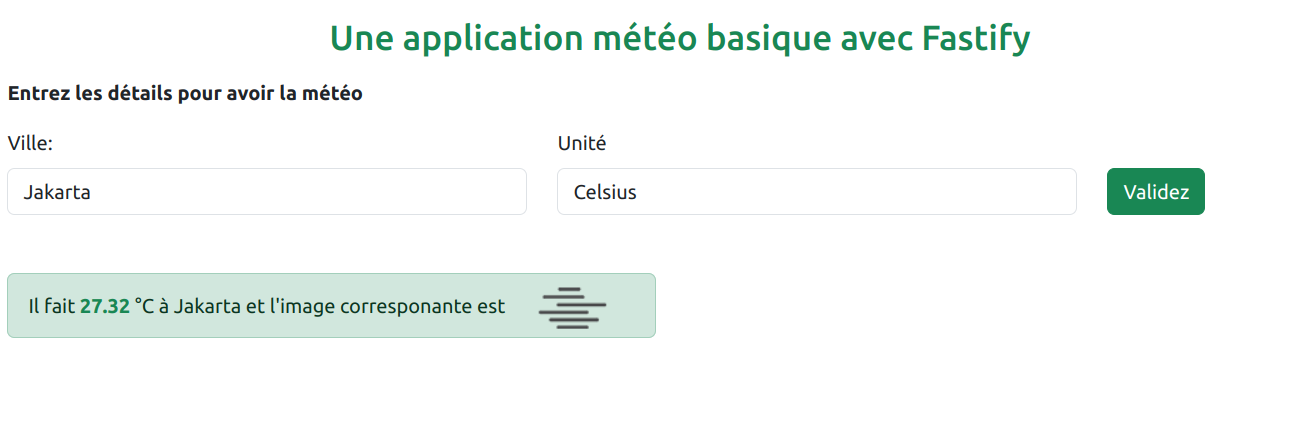 Une application météo basique avec Fastify
Entrez les détails pour avoir la météo
Ville:
Unité
Jakarta
Celsius
Validez
Il fait 27.32 °C à Jakarta et l'image corresponante est